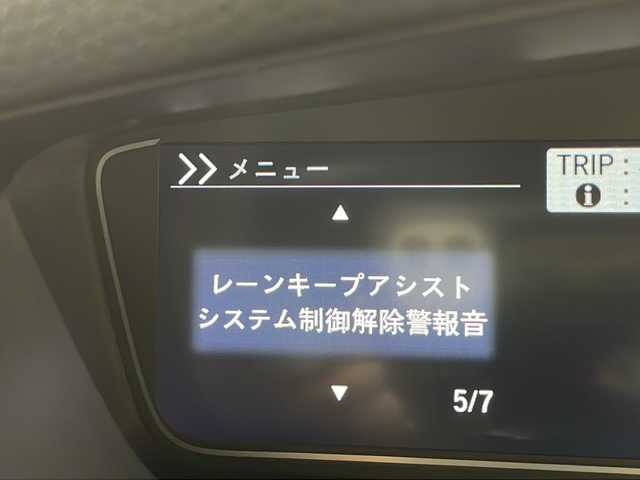 メニュー
TRIP :
i :
レーンキープアシスト
システム制御解除警報音
5/7